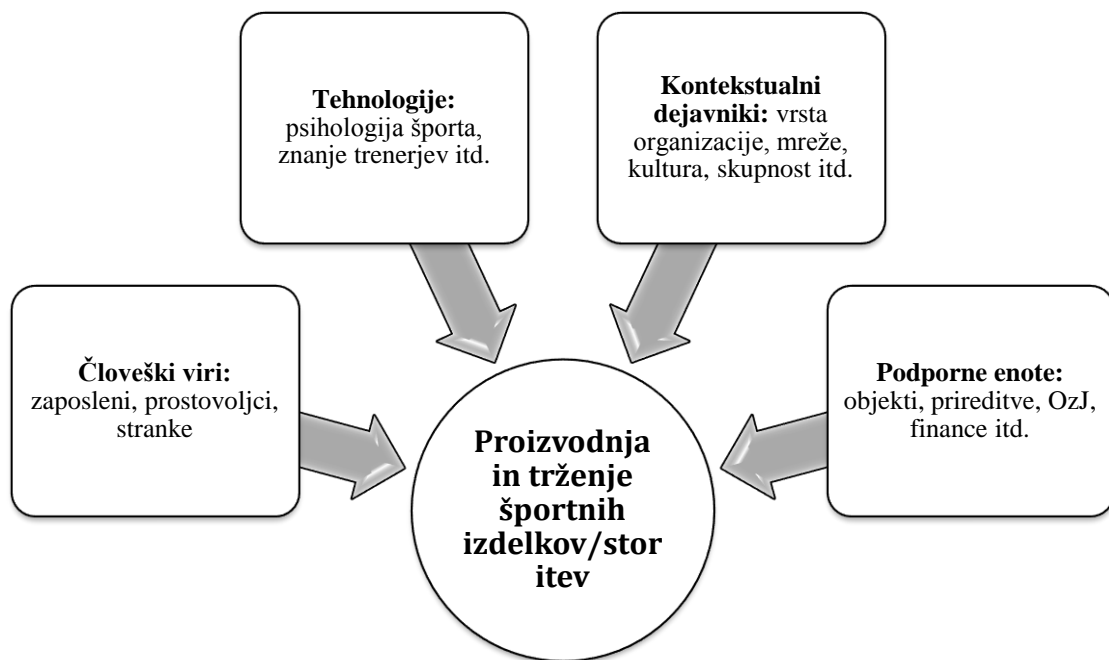 Tehnologije:
psihologija športa,
znanje trenerjev itd.
Kontekstualni
dejavniki: vrsta
organizacije, mreže,
kultura, skupnost itd.
Človeški viri:
zaposleni, prostovoljci,
stranke
Podporne enote:
objekti, prireditve, OzJ,
finance itd.
Proizvodnja
in trženje
športnih
izdelkov/stor
itev